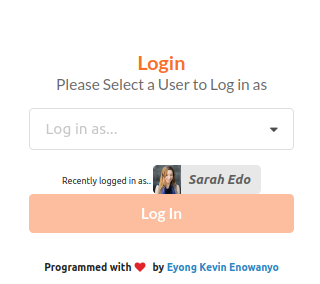 Login
Please Select a User to Log in as
Log in as...
Recently logged in as.. Sarah Edo
Log In
Programmed with by Eyong Kevin Enowanyo